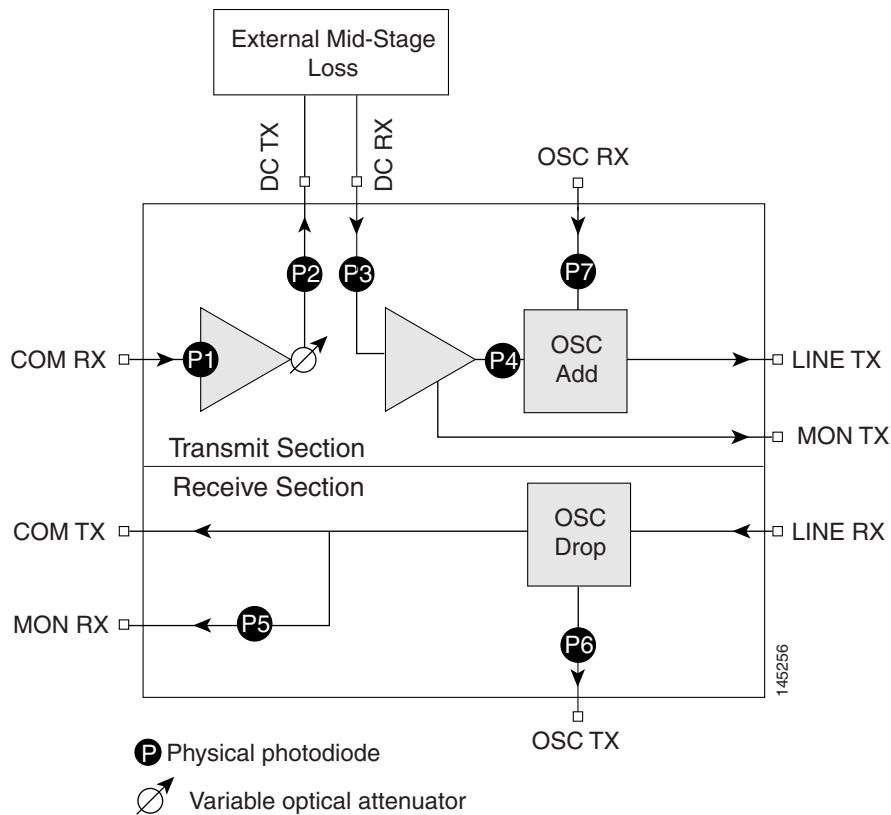 External Mid-Stage
Loss
DC TX
DC RX
OSC RX
P2
P3
P7
COM RX
P1
P4
OSC
Add
LINE TX
MON TX
Transmit Section
Receive Section
COM TX
OSC
Drop
LINE RX
MON RX
P5
P6
145256
OSC TX
P Physical photodiode
Variable optical attenuator